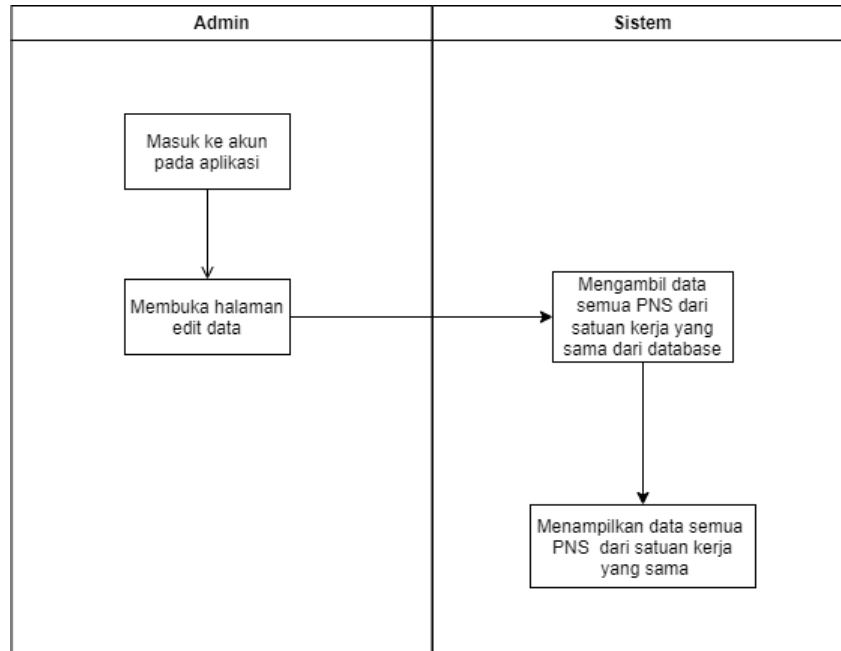 Admin
Sistem
Masuk ke akun
pada aplikasi
Membuka halaman
edit data
Mengambil data
semua PNS dari
satuan kerja yang
sama dari database
Menampilkan data semua
PNS dari satuan kerja
yang sama